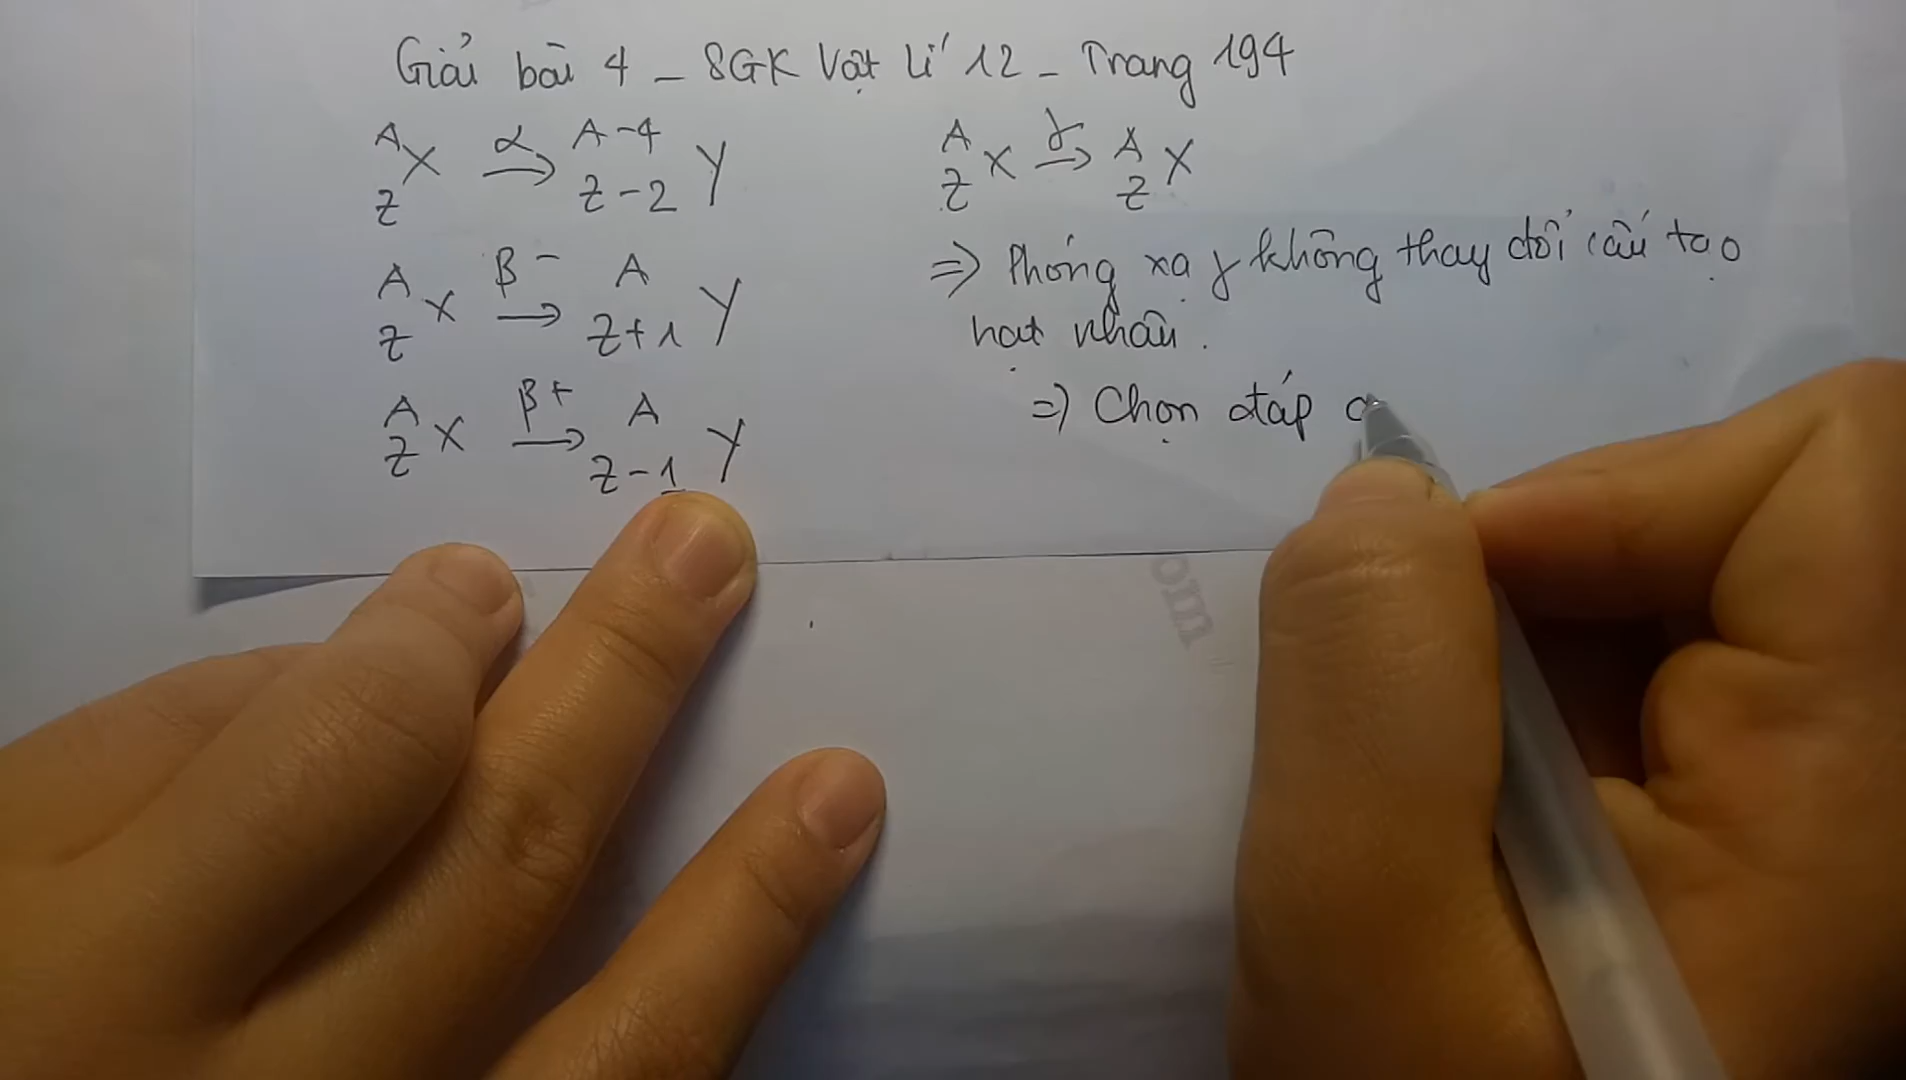 Giải bài 4 - SGK Vật lí 12 - Trang 194
A X Z α → A-4 Z-2 Y
A Z X β- → A Z+1 Y
A Z X β+ → A Z-1 Y
A Z X γ → A Z X
=> Phóng xạ γ không thay đổi cấu tạo
hạt nhân.
=> Chọn đáp
om